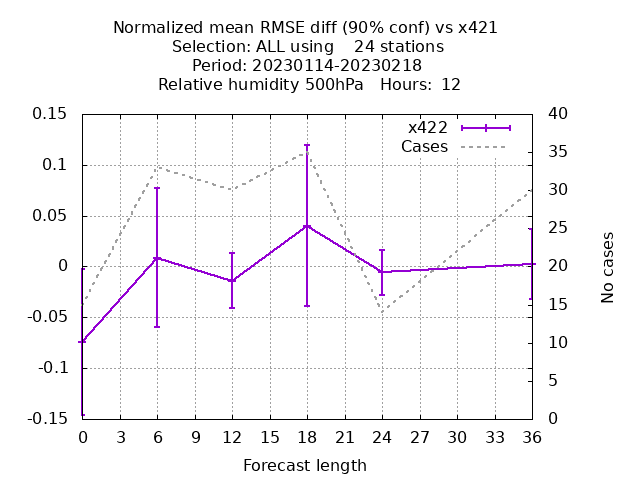 Normalized mean RMSE diff (90% conf) vs x421
Selection: ALL using 24 stations
Period: 20230114-20230218
Relative humidity 500hPa Hours: 12
x422
Cases
0.15
0.1
0.05
0
-0.05
-0.1
-0.15
40
35
30
25
20
15
10
5
0
No cases
0 3 6 9 12 15 18 21 24 27 30 33 36
Forecast length